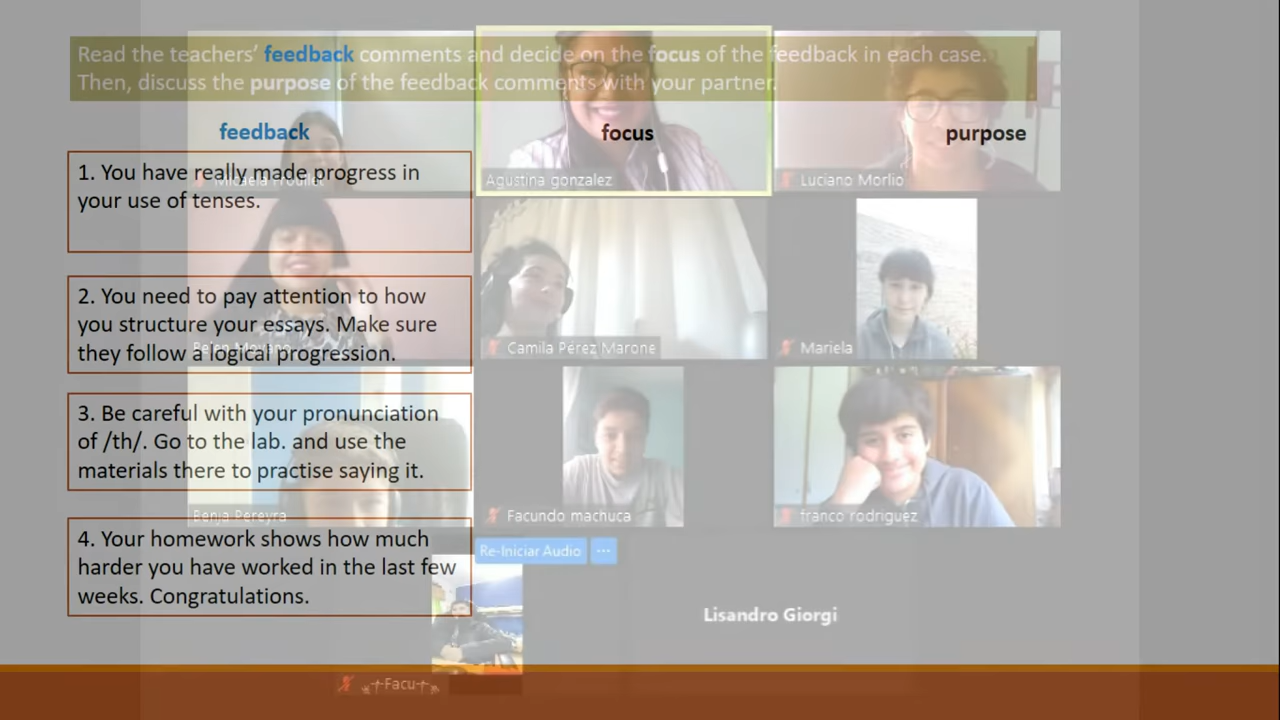 Read the teachers' feedback comments and decide on the focus of the feedback in each case.
Then, discuss the purpose of the feedback comments with your partner.
feedback focus purpose
1. You have really made progress in
your use of tenses.
2. You need to pay attention to how
you structure your essays. Make sure
they follow a logical progression.
3. Be careful with your pronunciation
of /th/. Go to the lab. and use the
materials there to practise saying it.
4. Your homework shows how much
harder you have worked in the last few
weeks. Congratulations.
Agustina gonzalez
Luciano Morlio
Camila Pérez Marone
Mariela
Benja Pereyra
Facundo machuca
franco rodriguez
Re-Iniciar Audio ...
Lisandro Giorgi
Facu